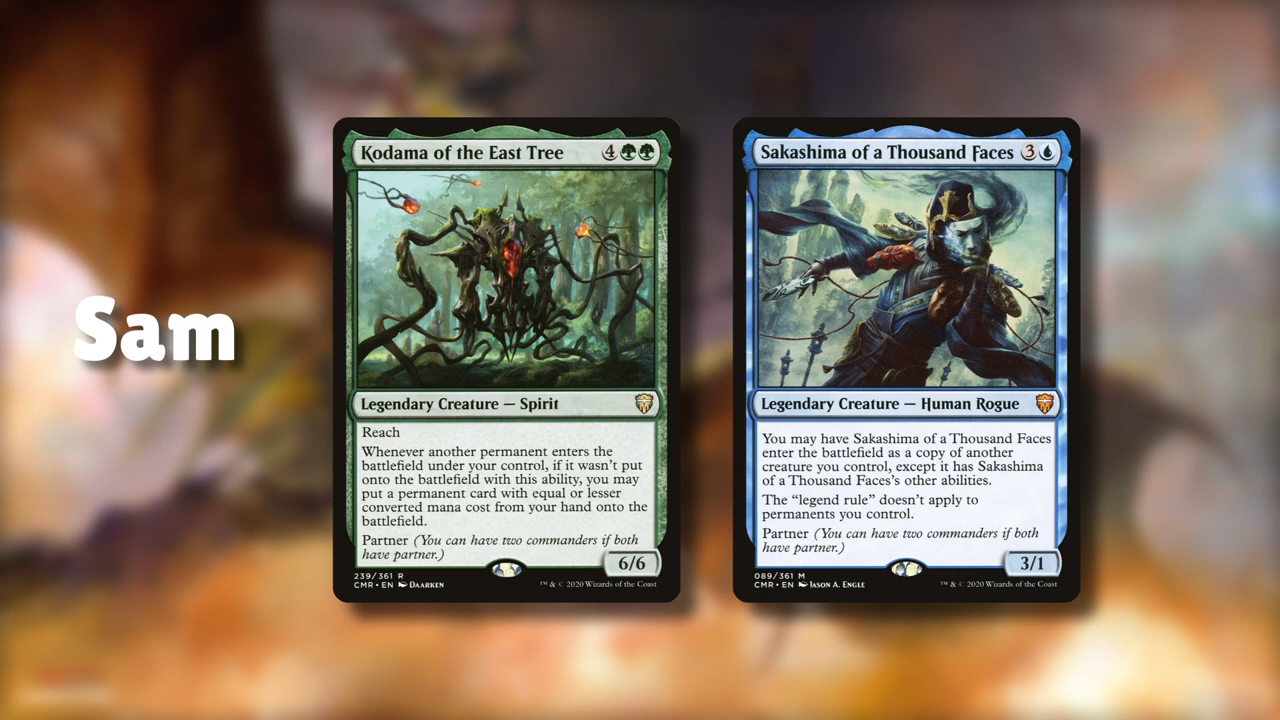 Sam
Kodama of the East Tree 4
Legendary Creature — Spirit
Reach
Whenever another permanent enters the
battlefield under your control, if it wasn't put
onto the battlefield with this ability, you may
put a permanent card with equal or lesser
converted mana cost from your hand onto the
battlefield.
Partner (You can have two commanders if both
have partner.)
6/6
239/361 R
CMR • EN DAARKEN
™ & © 2020 Wizards of the Coast
Sakashima of a Thousand Faces 3
Legendary Creature — Human Rogue
You may have Sakashima of a Thousand Faces
enter the battlefield as a copy of another
creature you control, except it has Sakashima
of a Thousand Faces's other abilities.
The “legend rule” doesn't apply to
permanents you control.
Partner (You can have two commanders if both
have partner.)
3/1
089/361 M
CMR • EN JASON A. ENGLE
™ & © 2020 Wizards of the Coast